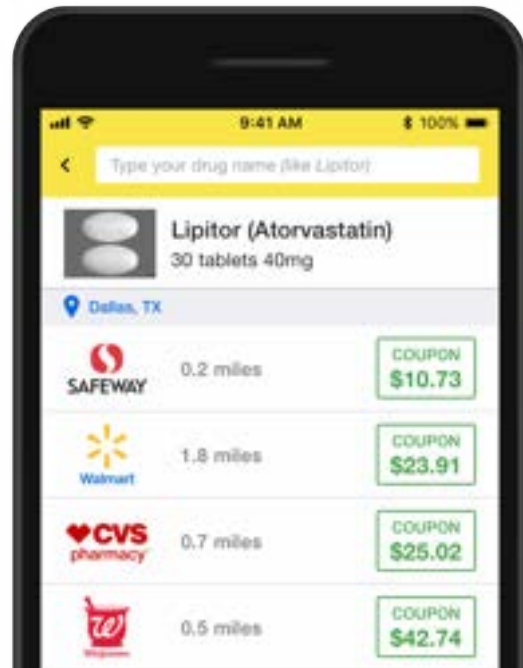 9:41 AM
100%
Type your drug name (like Lipitor)
Lipitor (Atorvastatin)
30 tablets 40mg
Dallas, TX
SAFEWAY
0.2 miles
COUPON
$10.73
Walmart
1.8 miles
COUPON
$23.91
CVS
pharmacy
0.7 miles
COUPON
$25.02
W
Walgreens
0.5 miles
COUPON
$42.74